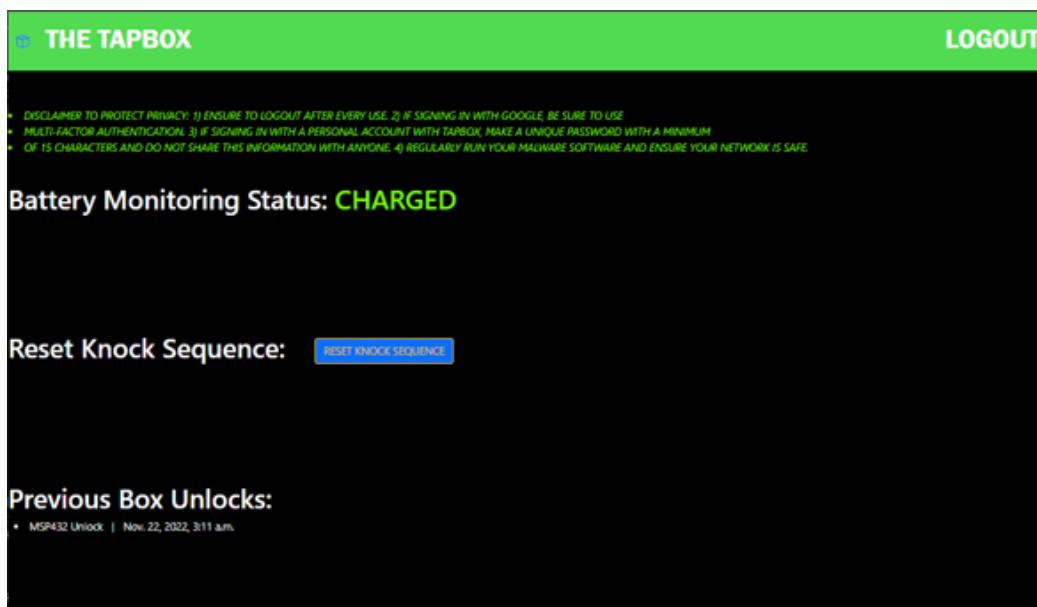 THE TAPBOX
LOGOUT
DISCLAIMER TO PROTECT PRIVACY: 1) ENSURE TO LOGOUT AFTER EVERY USE. 2) IF SIGNING IN WITH GOOGLE, BE SURE TO USE
MULTI-FACTOR AUTHENTICATION. 3) IF SIGNING IN WITH A PERSONAL ACCOUNT WITH TAPBOX, MAKE A UNIQUE PASSWORD WITH A MINIMUM
OF 15 CHARACTERS AND DO NOT SHARE THIS INFORMATION WITH ANYONE. 4) REGULARLY RUN YOUR MALWARE SOFTWARE AND ENSURE YOUR NETWORK IS SAFE.
Battery Monitoring Status: CHARGED
Reset Knock Sequence: RESET KNOCK SEQUENCE
Previous Box Unlocks:
MSP432 Unlock | Nov. 22, 2022, 3:11 a.m.